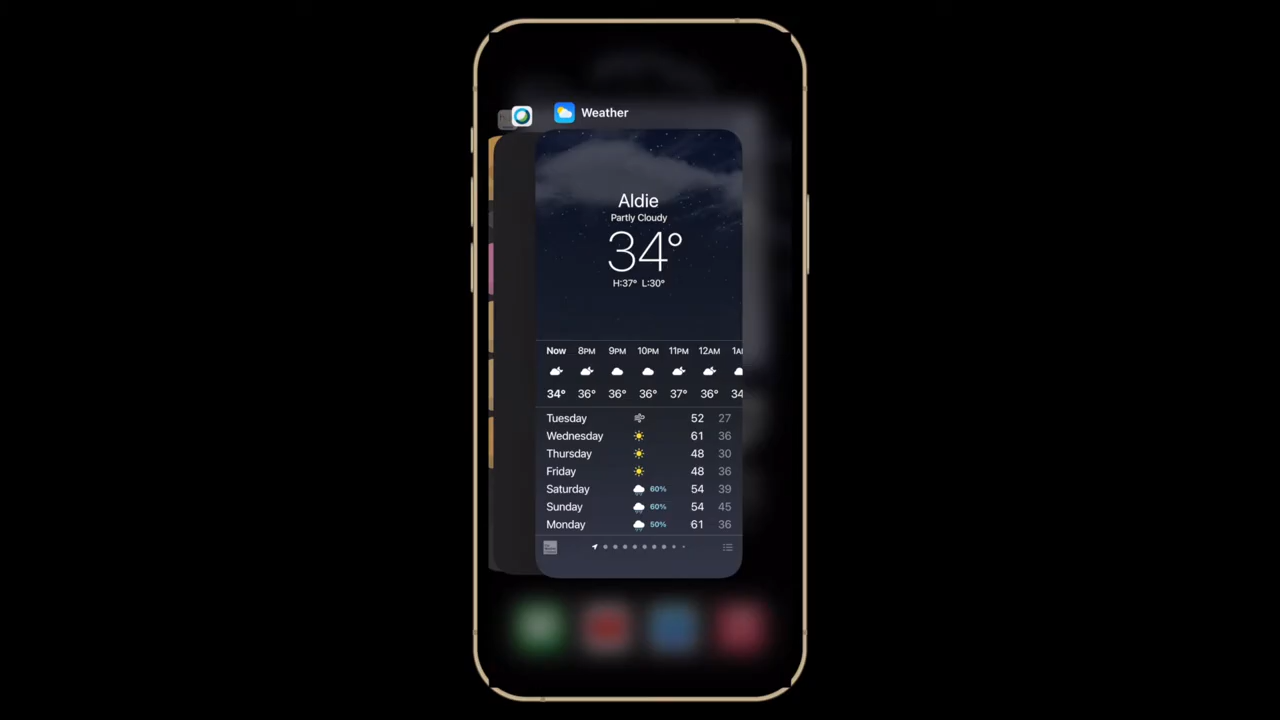 Weather
Aldie
Partly Cloudy
34°
H:37° L:30°
Now 8PM 9PM 10PM 11PM 12AM
34° 36° 36° 36° 37° 36° 34
Tuesday 52 27
Wednesday 61 36
Thursday 48 30
Friday 48 36
Saturday 60% 54 39
Sunday 60% 54 45
Monday 50% 61 36